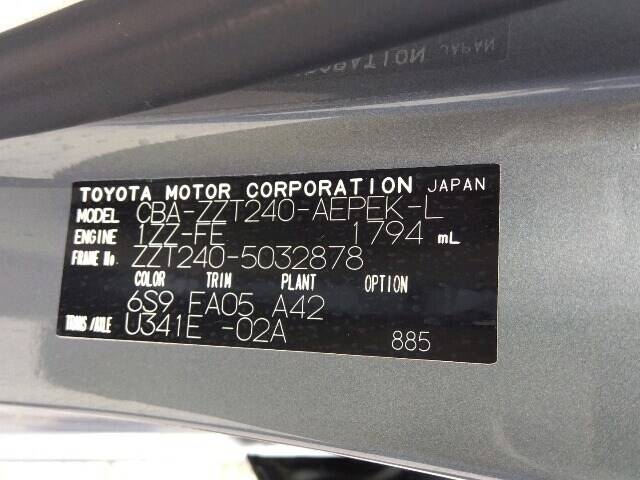 TOYOTA MOTOR CORPORATION JAPAN
MODEL CBA-ZZT240-AEPEK-L
ENGINE 1ZZ-FE 1794 mL
FRAME No. ZZT240-5032878
COLOR TRIM PLANT OPTION
6S9 FA05 A42
TRANS/AXLE U341E -02A
885